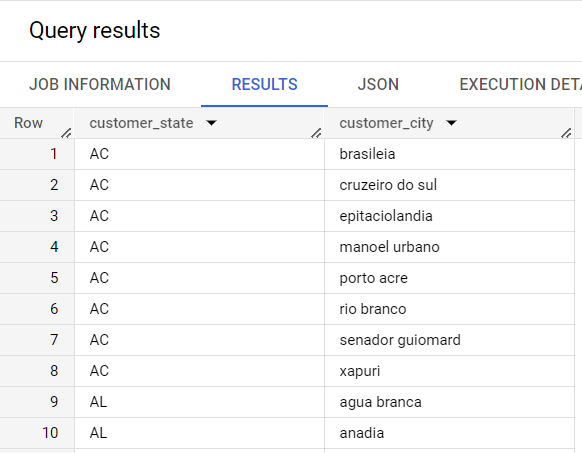 Query results
JOB INFORMATION RESULTS JSON EXECUTION DETA
Row customer_state customer_city
1 AC brasileia
2 AC cruzeiro do sul
3 AC epitaciolandia
4 AC manoel urbano
5 AC porto acre
6 AC rio branco
7 AC senador guiomard
8 AC xapuri
9 AL agua branca
10 AL anadia